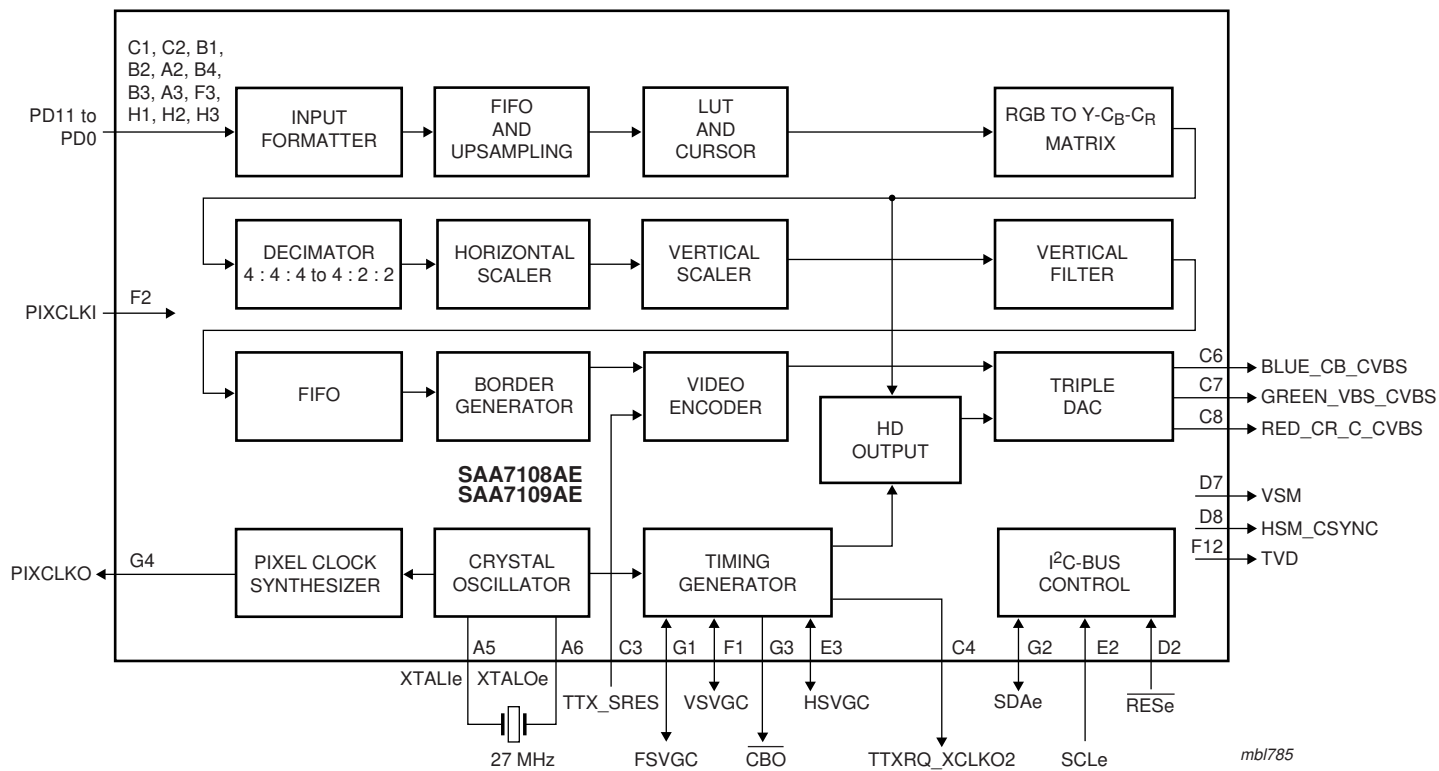 C1, C2, B1,
B2, A2, B4,
B3, A3, F3,
H1, H2, H3
PD11 to
PD0
INPUT
FORMATTER
FIFO
AND
UPSAMPLING
LUT
AND
CURSOR
RGB TO Y-CB-CR
MATRIX
DECIMATOR
4 : 4 : 4 to 4 : 2 : 2
HORIZONTAL
SCALER
VERTICAL
SCALER
VERTICAL
FILTER
PIXCLKI
F2
FIFO
BORDER
GENERATOR
VIDEO
ENCODER
HD
OUTPUT
TRIPLE
DAC
C6
BLUE_CB_CVBS
C7
GREEN_VBS_CVBS
C8
RED_CR_C_CVBS
SAA7108AE
SAA7109AE
D7
VSM
D8
HSM_CSYNC
F12
TVD
PIXCLKO
G4
PIXEL CLOCK
SYNTHESIZER
CRYSTAL
OSCILLATOR
TIMING
GENERATOR
I2C-BUS
CONTROL
A5
A6
C3
G1
F1
G3
E3
C4
G2
E2
D2
XTALIe
XTALOe
TTX_SRES
VSVGC
HSVGC
SDAe
RESe
27 MHz
FSVGC
CBO
TTXRQ_XCLKO2
SCLe
mbl785